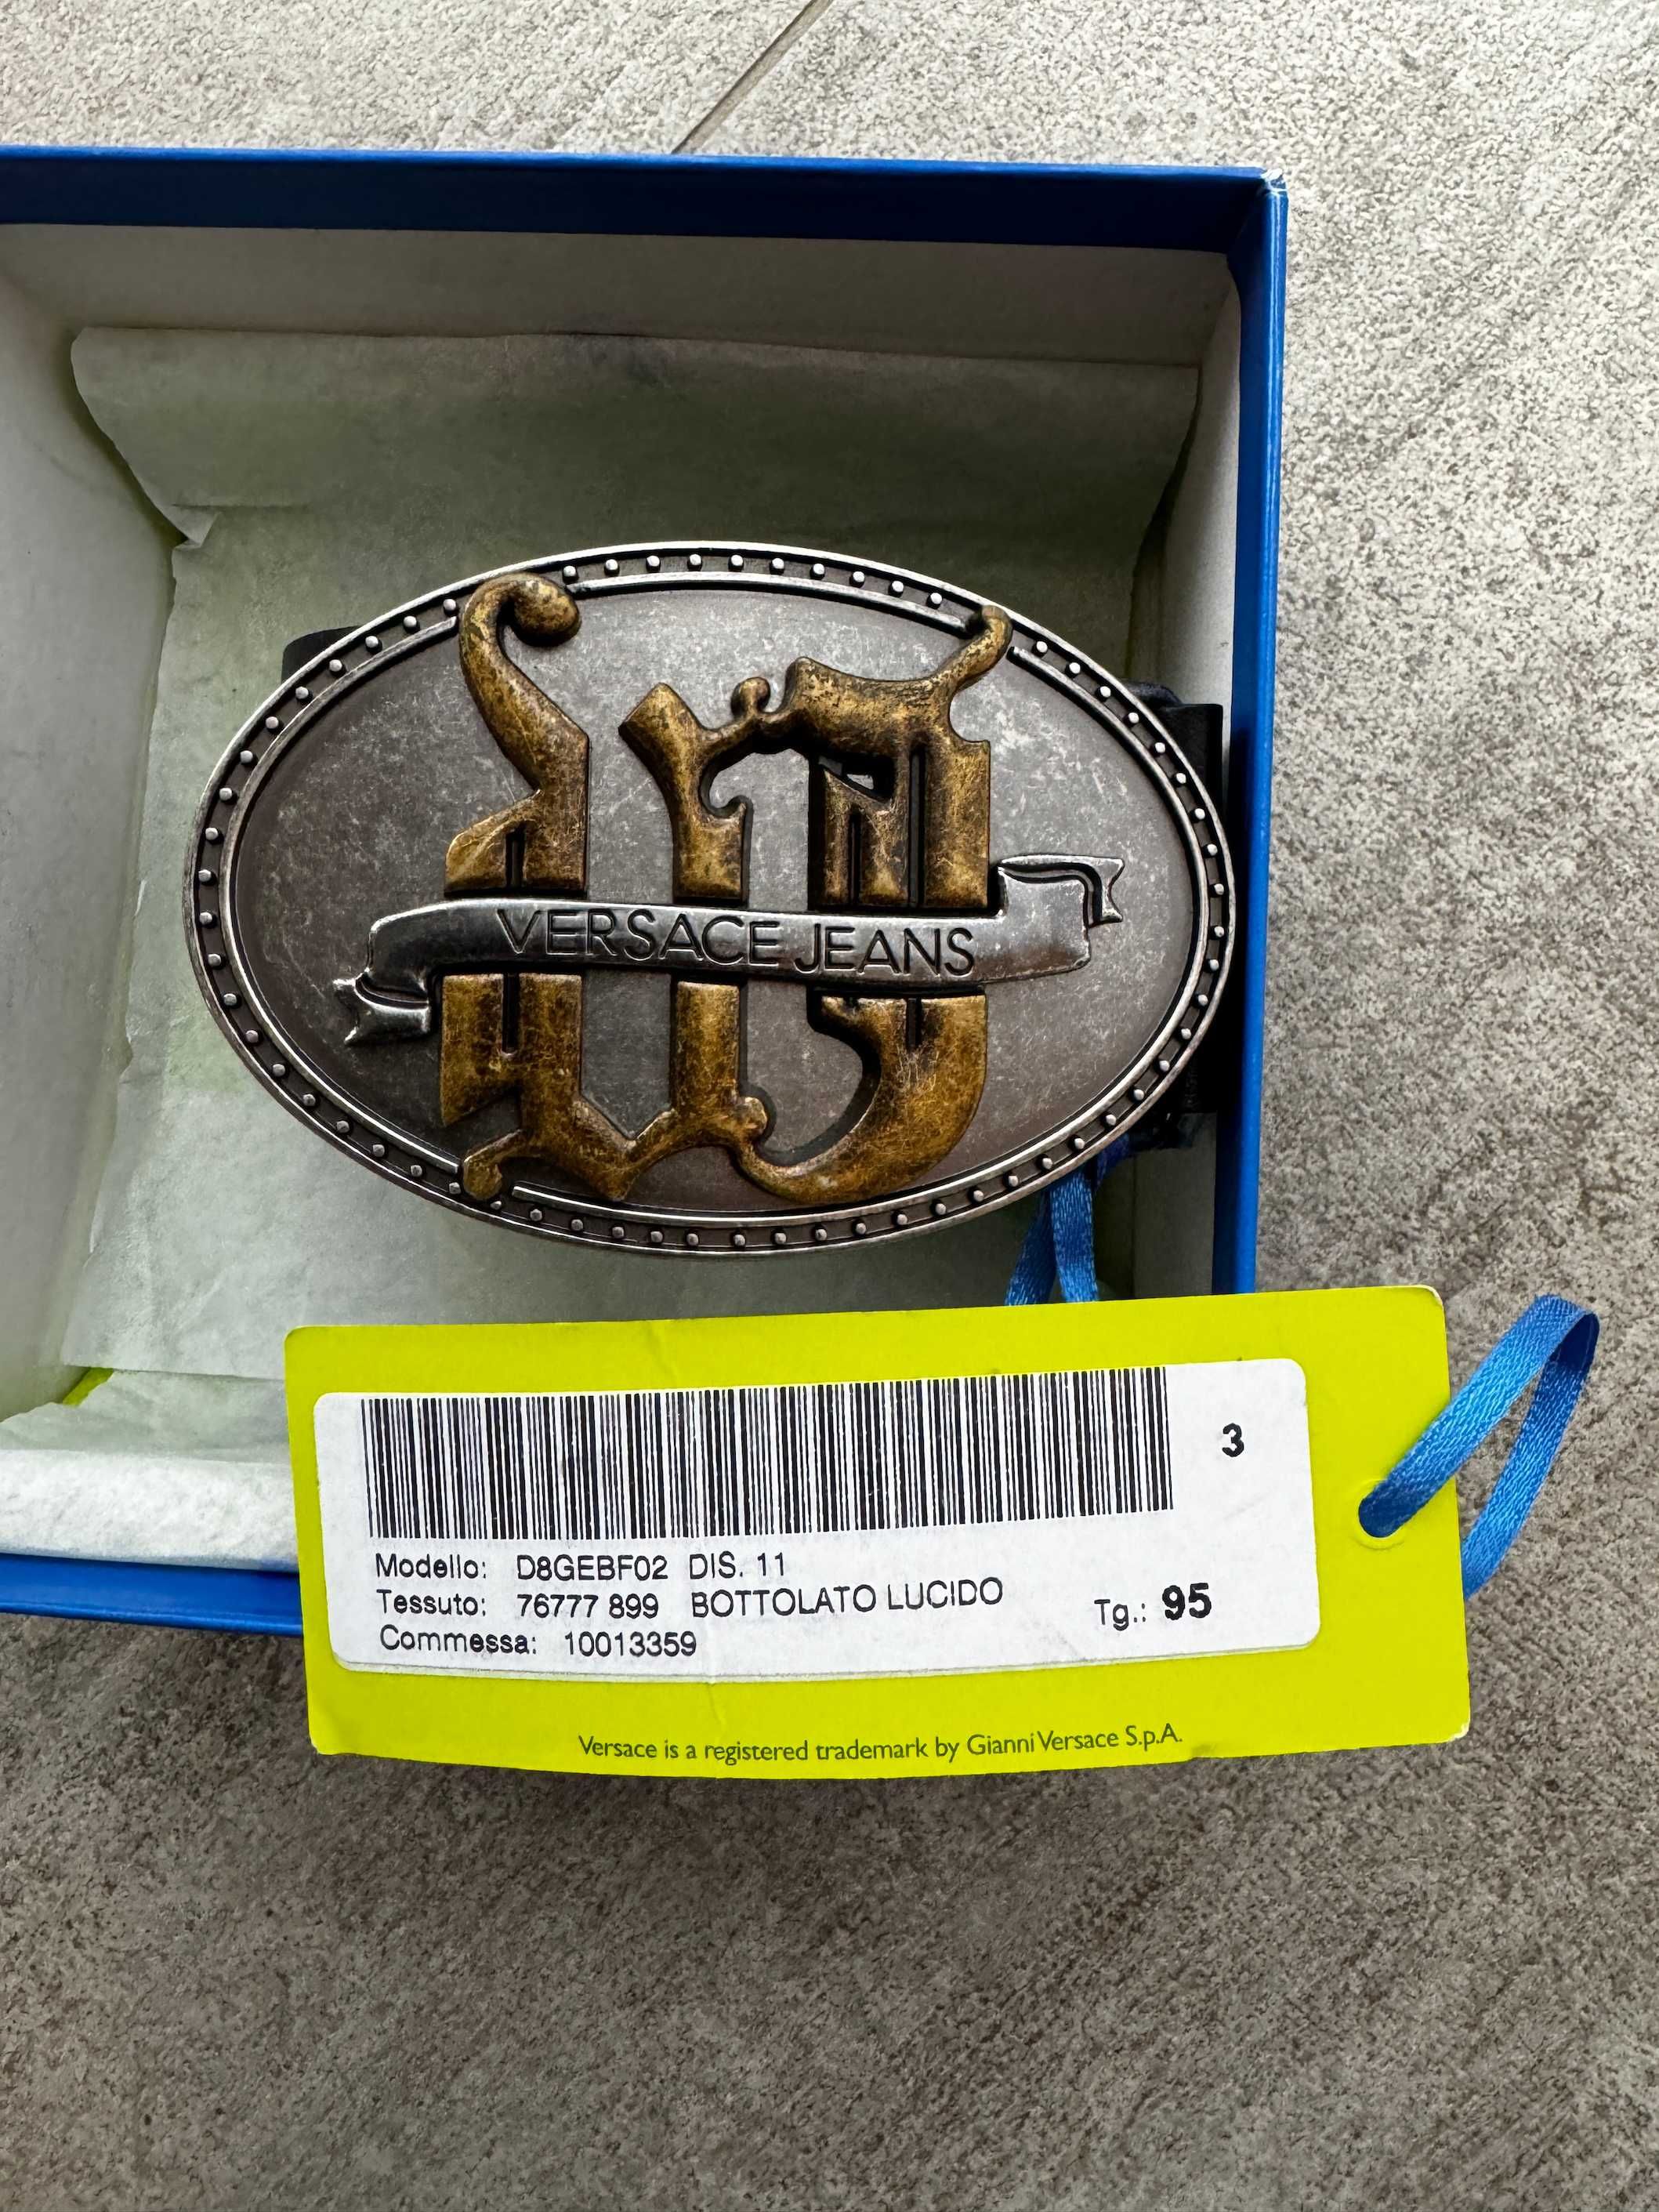 VERSACE JEANS
3
Modello: D8GEBF02 DIS. 11
Tessuto: 76777 899 BOTTOLATO LUCIDO
Tg.: 95
Commessa: 10013359
Versace is a registered trademark by Gianni Versace S.p.A.